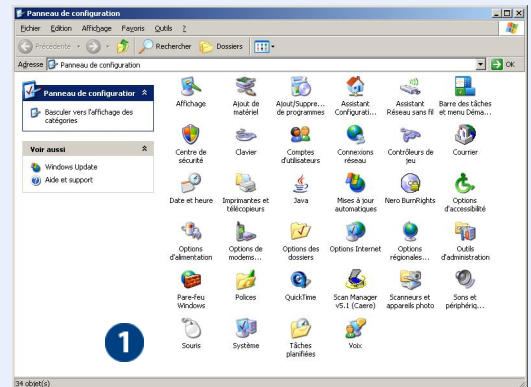 Panneau de configuration
Fichier Edition Affichage Favoris Outils ?
Précédente Rechercher Dossiers
Adresse Panneau de configuration OK
Panneau de configuration
Basculer vers l'affichage des
catégories
Voir aussi
Windows Update
Aide et support
Affichage
Ajout de
matériel
Ajout/Suppre...
de programmes
Assistant
Configurati...
Assistant
Réseau sans fil
Barre des tâches
et menu Déma...
Centre de
sécurité
Clavier
Comptes
d'utilisateurs
Connexions
réseau
Contrôleurs de
jeu
Courrier
Date et heure
Imprimantes et
télécopieurs
Java
Mises à jour
automatiques
Nero BurnRights
Options
d'accessibilité
Options
d'alimentation
Options de
modems...
Options des
dossiers
Options Internet
Options
régionales...
Outils
d'administration
Pare-feu
Windows
Polices
QuickTime
Scan Manager
v5.1 (Caere)
Scanneurs et
appareils photo
Sons et
périphériq...
Souris
Système
Tâches
planifiées
Voix
1
34 objet(s)